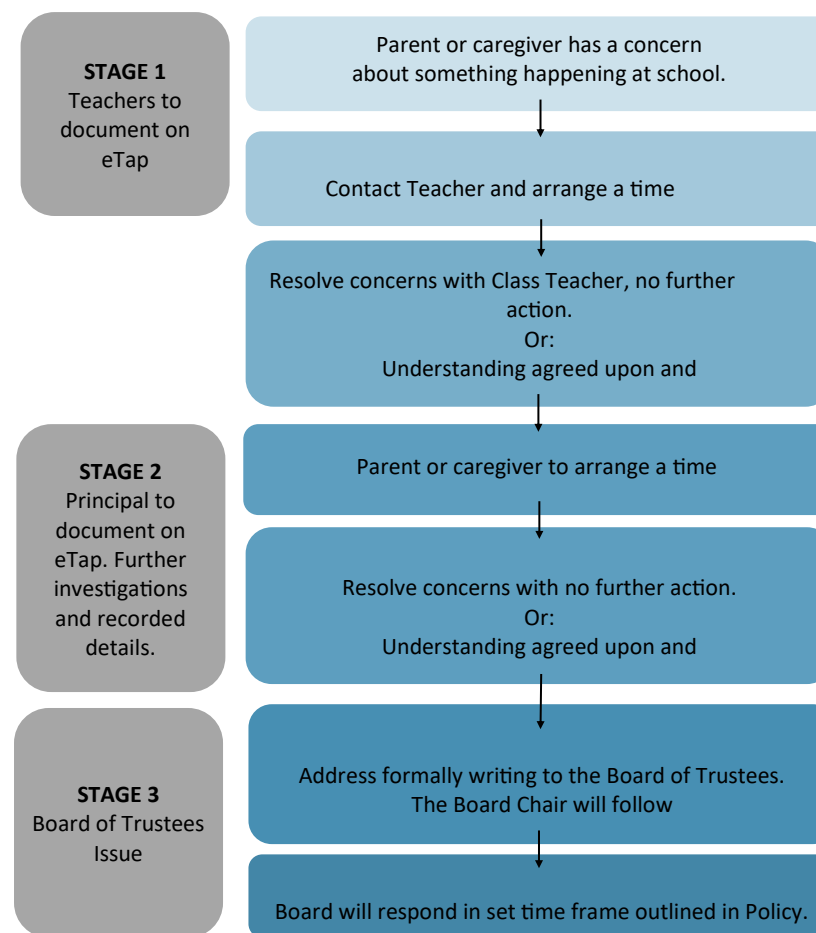 STAGE 1
Teachers to
document on
eTap
Parent or caregiver has a concern
about something happening at school.
Contact Teacher and arrange a time
Resolve concerns with Class Teacher, no further
action.
Or:
Understanding agreed upon and
STAGE 2
Principal to
document on
eTap. Further
investigations
and recorded
details.
Parent or caregiver to arrange a time
Resolve concerns with no further action.
Or:
Understanding agreed upon and
STAGE 3
Board of Trustees
Issue
Address formally writing to the Board of Trustees.
The Board Chair will follow
Board will respond in set time frame outlined in Policy.